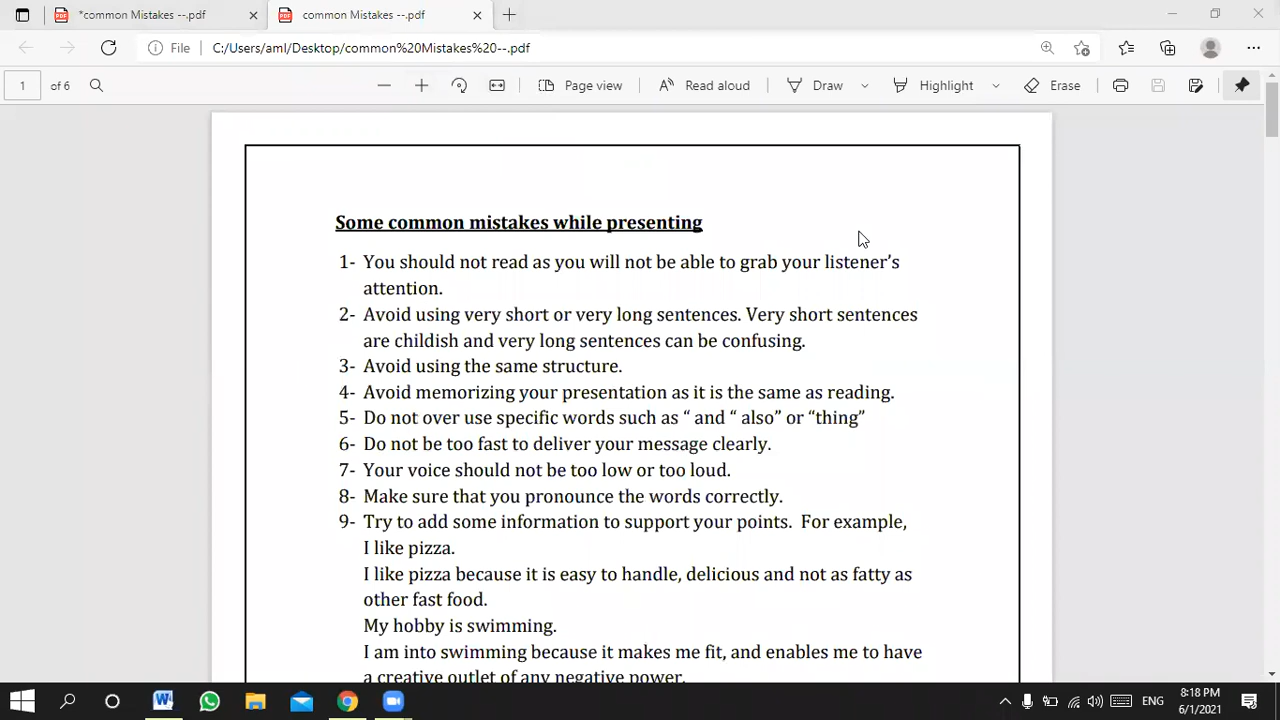 *common Mistakes --.pdf
common Mistakes --.pdf
File
C:/Users/aml/Desktop/common%20Mistakes%20--.pdf
1 of 6
Page view
Read aloud
Draw
Highlight
Erase
Some common mistakes while presenting
1- You should not read as you will not be able to grab your listener’s
attention.
2- Avoid using very short or very long sentences. Very short sentences
are childish and very long sentences can be confusing.
3- Avoid using the same structure.
4- Avoid memorizing your presentation as it is the same as reading.
5- Do not over use specific words such as “ and “ also” or “thing”
6- Do not be too fast to deliver your message clearly.
7- Your voice should not be too low or too loud.
8- Make sure that you pronounce the words correctly.
9- Try to add some information to support your points.  For example,
I like pizza.
I like pizza because it is easy to handle, delicious and not as fatty as
other fast food.
My hobby is swimming.
I am into swimming because it makes me fit, and enables me to have
a creative outlet of any negative power.
ENG
8:18 PM
6/1/2021